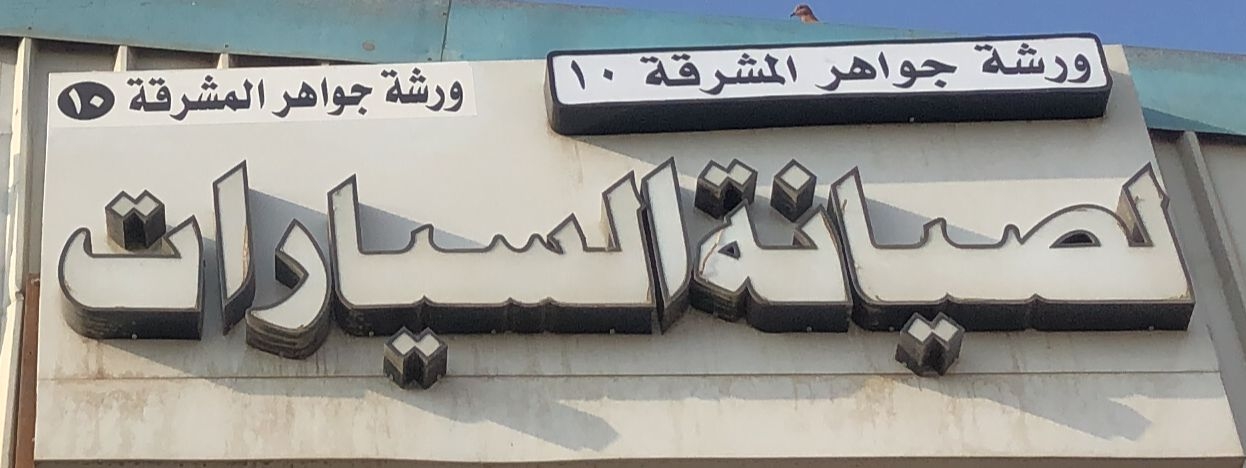 ورشة جواهر المشرقة ١٠
ورشة جواهر المشرقة ١٠
لصيانة السيارات